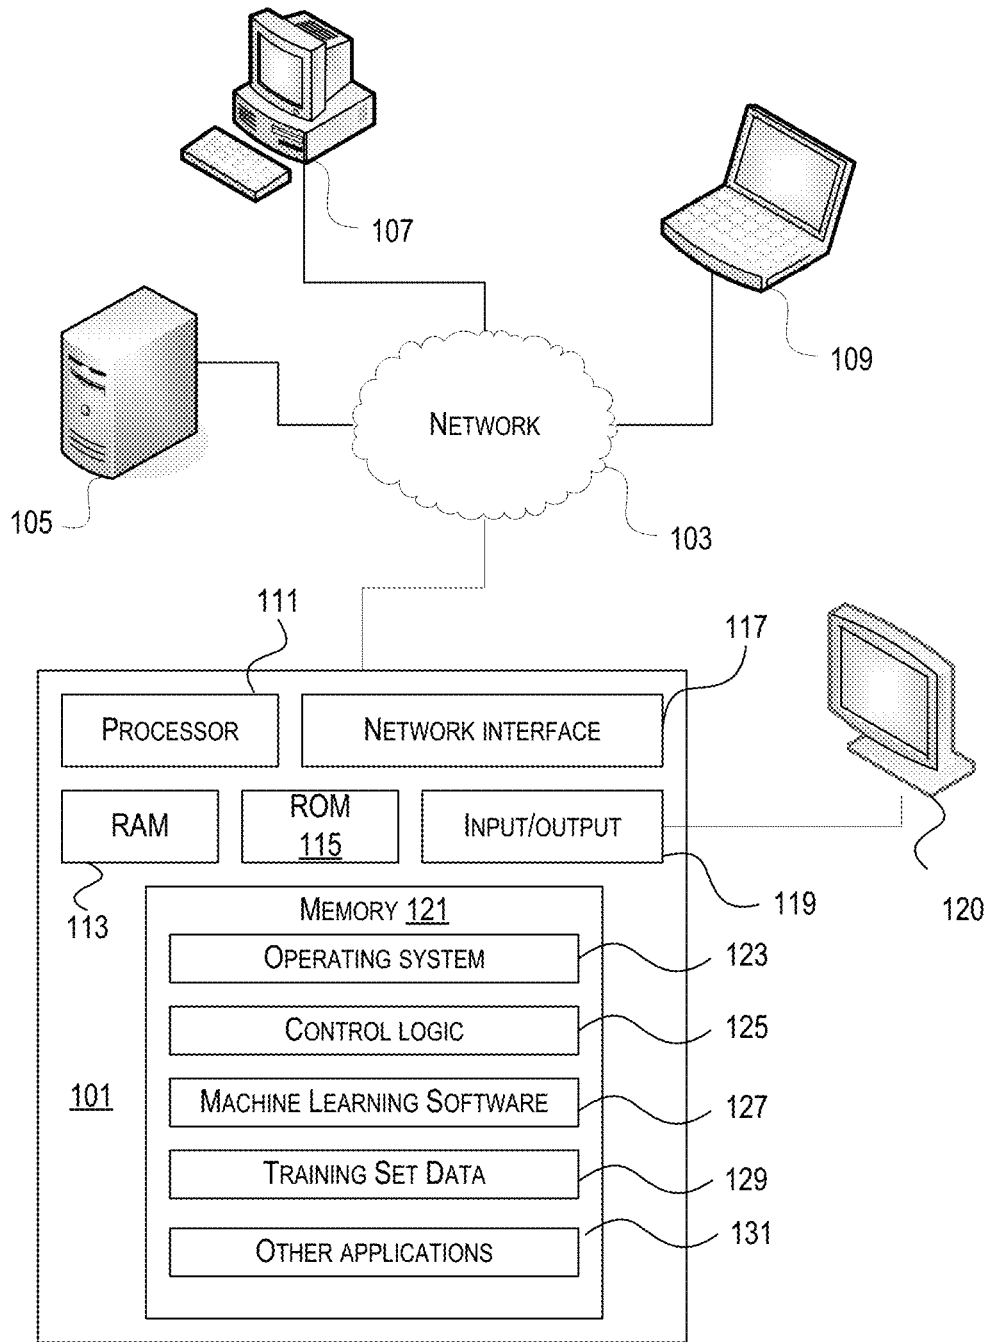 107
109
NETWORK
105
103
111
117
PROCESSOR
NETWORK INTERFACE
RAM
ROM
115
INPUT/OUTPUT
113
119
120
MEMORY 121
OPERATING SYSTEM
123
CONTROL LOGIC
125
101
MACHINE LEARNING SOFTWARE
127
TRAINING SET DATA
129
OTHER APPLICATIONS
131